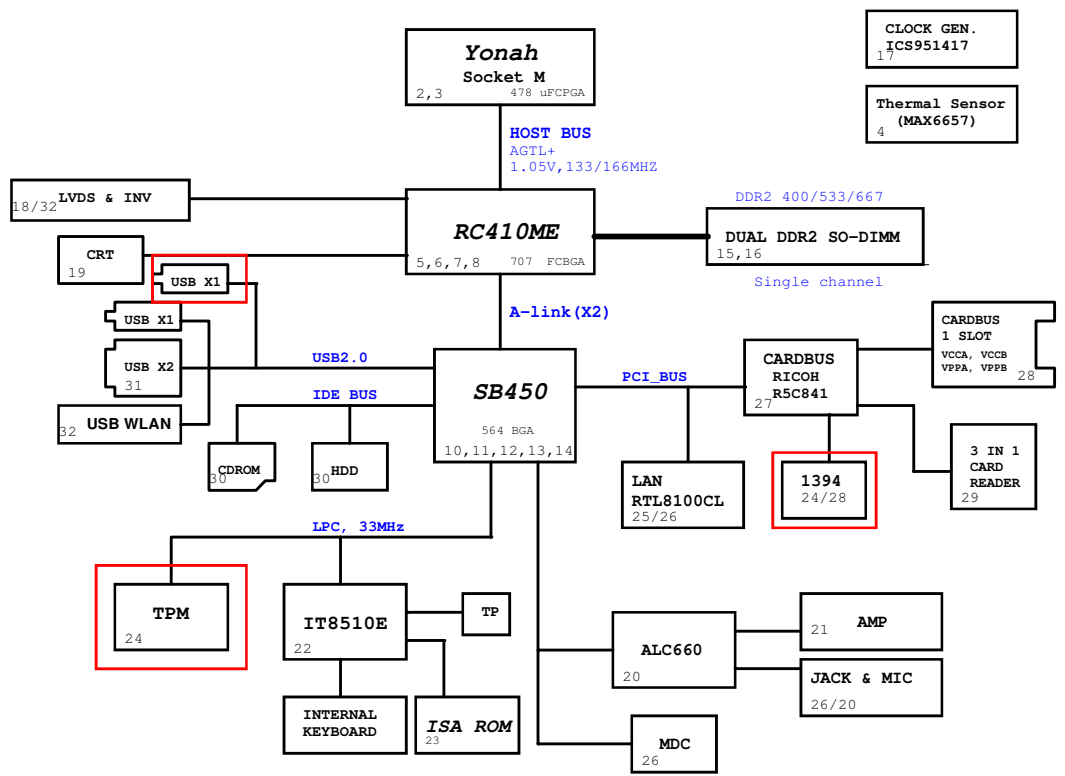 CLOCK GEN.
ICS951417
17
Yonah
Socket M
2,3
478 uFCPGA
Thermal Sensor
(MAX6657)
4
HOST BUS
AGTL+
1.05V,133/166MHZ
LVDS & INV
18/32
DDR2 400/533/667
RC410ME
5,6,7,8
707 FCBGA
DUAL DDR2 SO-DIMM
15,16
Single channel
CRT
19
USB X1
A-link(X2)
USB X1
USB X2
31
USB WLAN
32
USB2.0
IDE BUS
SB450
564 BGA
10,11,12,13,14
PCI_BUS
CARDBUS
RICOH
R5C841
27
CARDBUS
1 SLOT
VCCA, VCCB
VPPA, VPPB
28
CDROM
30
HDD
30
LAN
RTL8100CL
25/26
1394
24/28
3 IN 1
CARD
READER
29
LPC, 33MHz
TPM
24
IT8510E
22
TP
INTERNAL
KEYBOARD
ISA ROM
23
ALC660
20
AMP
21
JACK & MIC
26/20
MDC
26